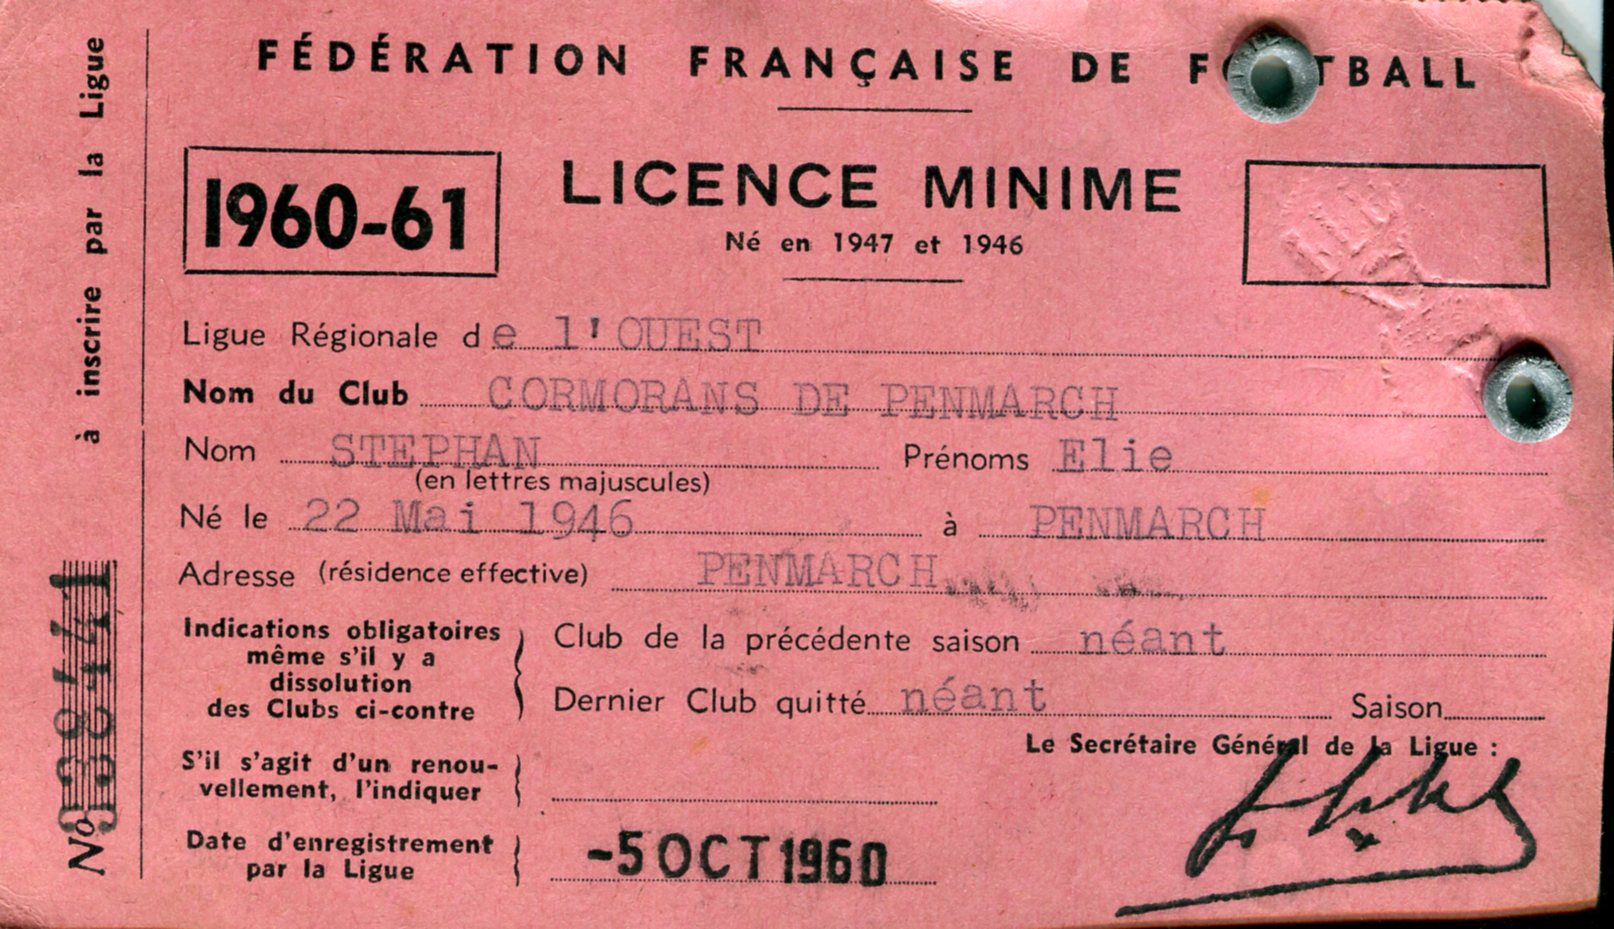 FÉDÉRATION FRANÇAISE DE FOOTBALL
1960-61
LICENCE MINIME
Né en 1947 et 1946
Ligue Régionale de l'OUEST
Nom du Club CORMORANS DE PENMARCH
Nom STEPHAN Prénoms Elie
(en lettres majuscules)
Né le 22 Mai 1946 à PENMARCH
Adresse (résidence effective) PENMARCH
Indications obligatoires
même s'il y a
dissolution
des Clubs ci-contre
Club de la précédente saison néant
Dernier Club quitté néant Saison
Le Secrétaire Général de la Ligue :
S'il s'agit d'un renou-
vellement, l'indiquer
Date d'enregistrement
par la Ligue
-5 OCT 1960
No
à inscrire par la Ligue